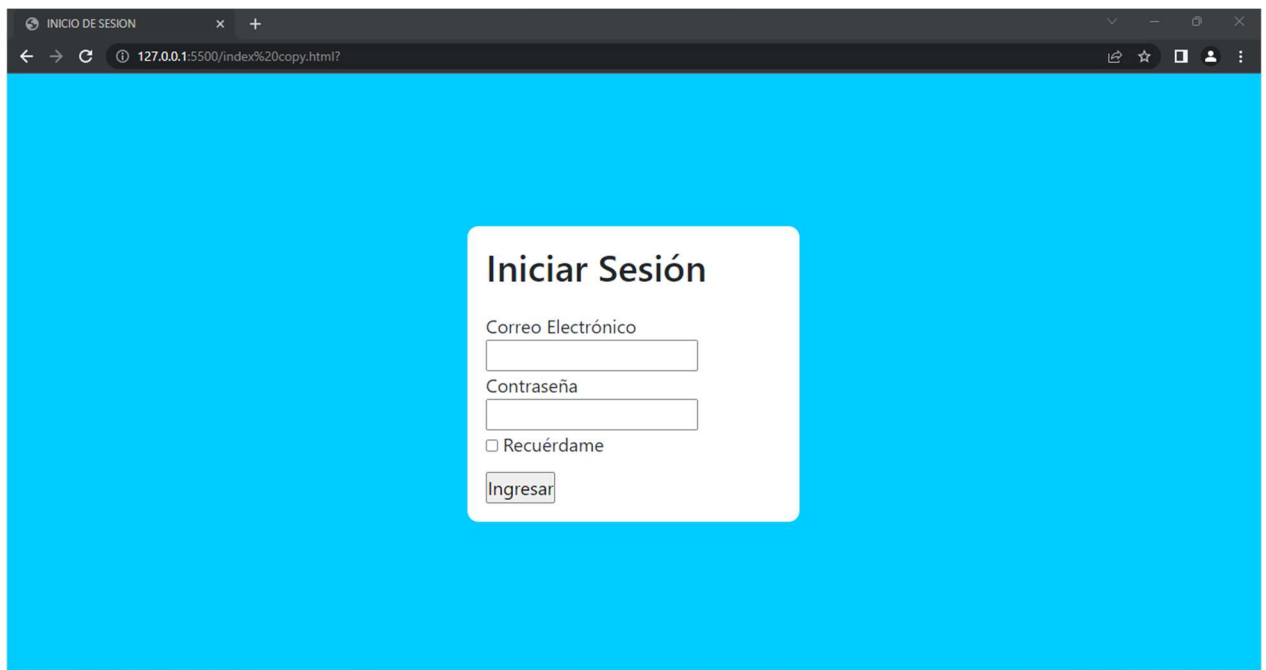 INICIO DE SESION
127.0.0.1:5500/index%20copy.html?
Iniciar Sesión
Correo Electrónico
Contraseña
Recuérdame
Ingresar